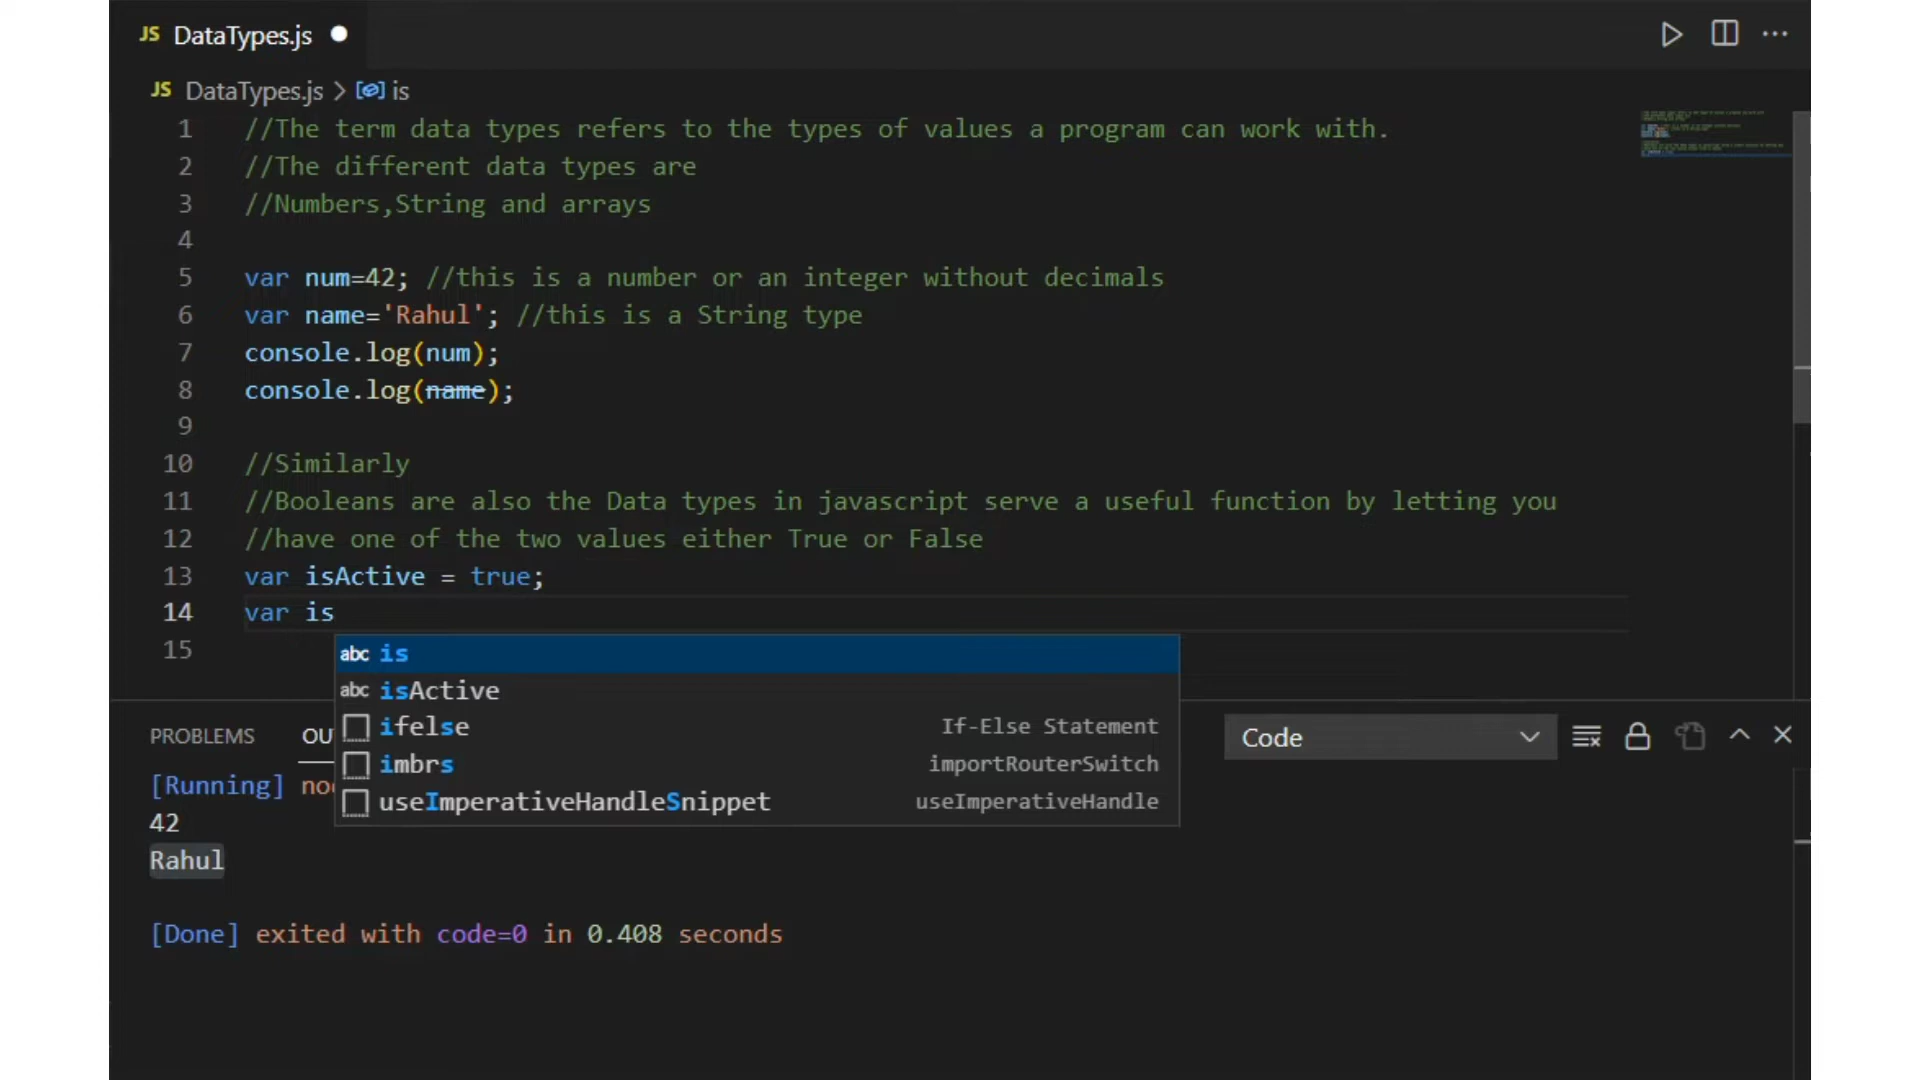 JS DataTypes.js
JS DataTypes.js > is
1 //The term data types refers to the types of values a program can work with.
2 //The different data types are
3 //Numbers,String and arrays
4
5 var num=42; //this is a number or an integer without decimals
6 var name='Rahul'; //this is a String type
7 console.log(num);
8 console.log(name);
9
10 //Similarly
11 //Booleans are also the Data types in javascript serve a useful function by letting you
12 //have one of the two values either True or False
13 var isActive = true;
14 var is
15
abc is
abc isActive
ifelse If-Else Statement
imbrs importRouterSwitch
useImperativeHandleSnippet useImperativeHandle
PROBLEMS OU Code
[Running] no
42
Rahul
[Done] exited with code=0 in 0.408 seconds